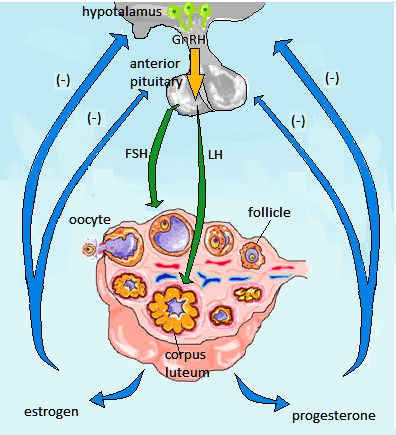 hypotalamus
GnRH
anterior
pituitary
(-)
(-)
(-)
(-)
FSH
LH
oocyte
follicle
corpus
luteum
estrogen
progesterone